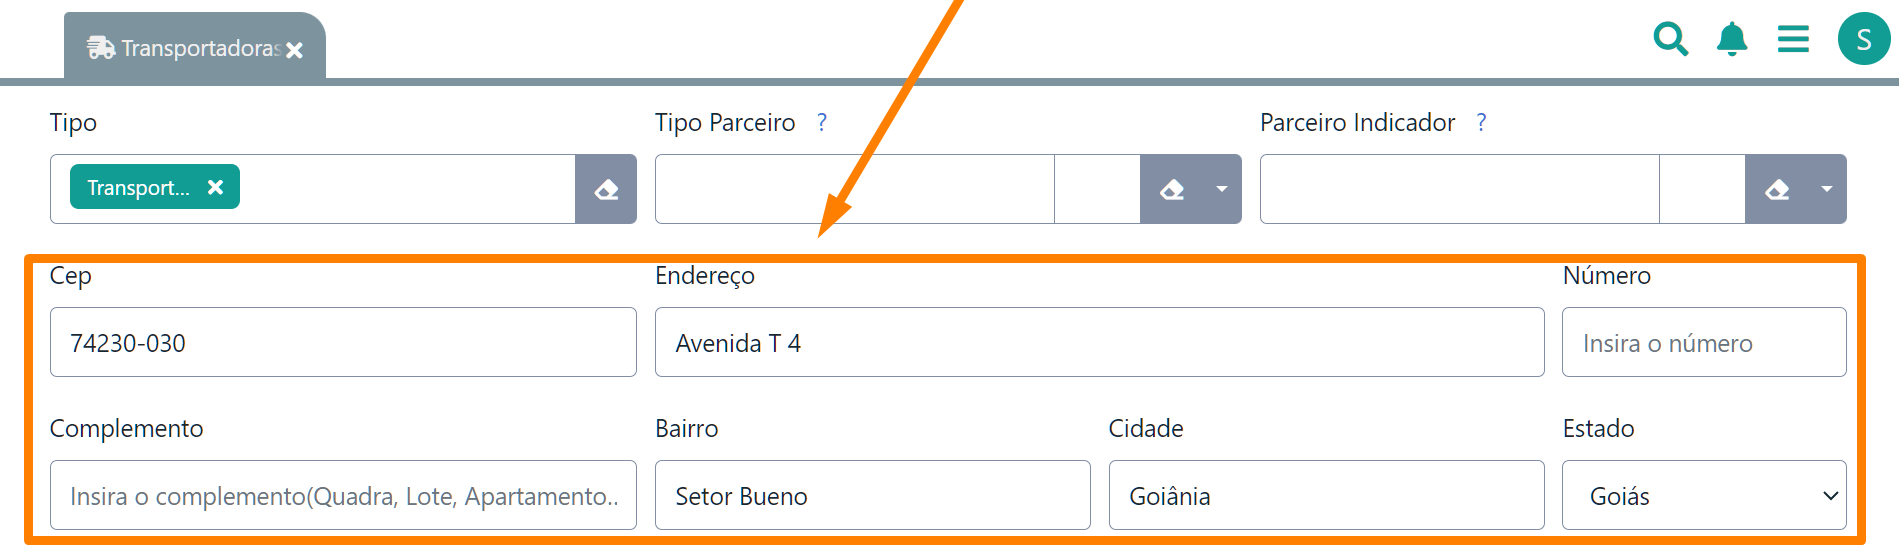 Transportadoras
S
Tipo
Tipo Parceiro ?
Parceiro Indicador ?
Transport...
Cep
Endereço
Número
74230-030
Avenida T 4
Insira o número
Complemento
Bairro
Cidade
Estado
Insira o complemento(Quadra, Lote, Apartamento..
Setor Bueno
Goiânia
Goiás